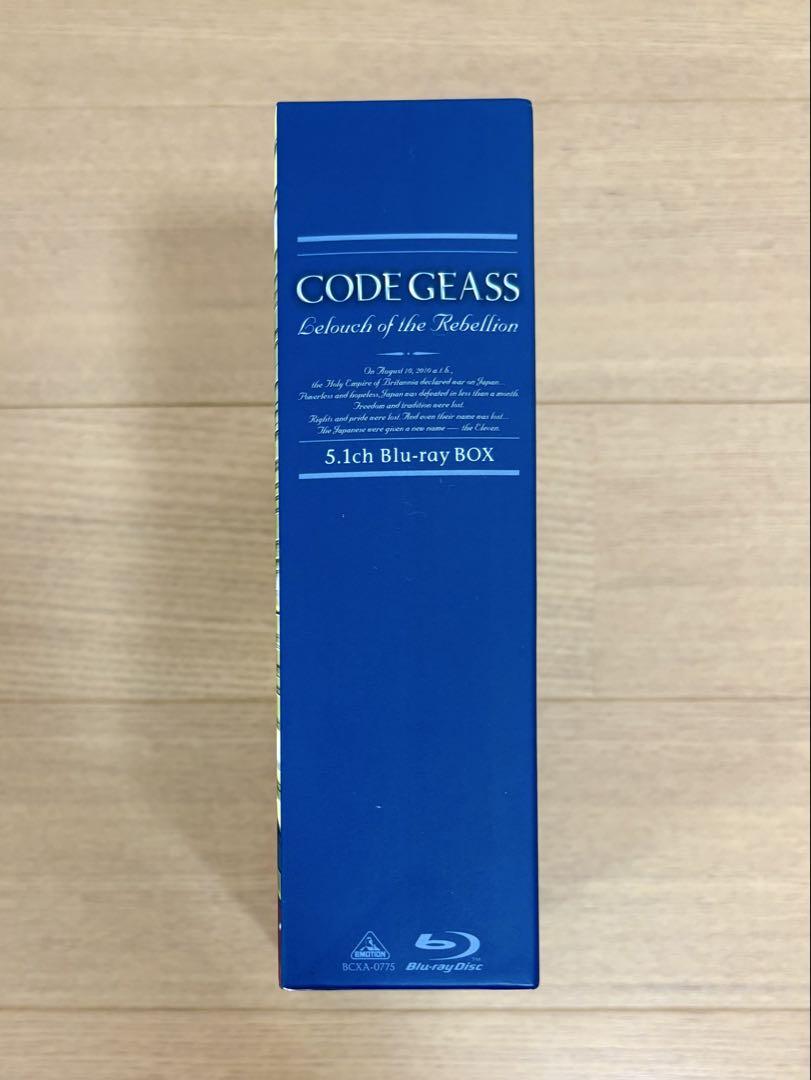 CODE GEASS
Lelouch of the Rebellion
On August 10, 2010 a.t.b.,
the Holy Empire of Britannia declared war on Japan...
Powerless and hopeless, Japan was defeated in less than a month.
Freedom and tradition were lost.
Rights and pride were lost. And even their name was lost...
The Japanese were given a new name — the Eleven.
5.1ch Blu-ray BOX
EMOTION
BCXA-0775
Blu-ray Disc
TM